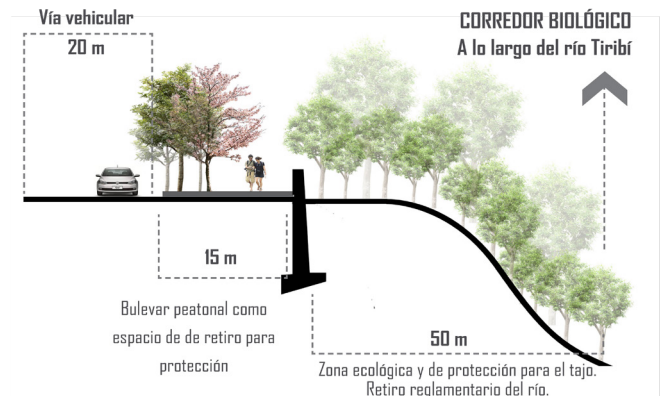 Vía vehicular
20 m
CORREDOR BIOLÓGICO
A lo largo del río Tiribí
15 m
Bulevar peatonal como
espacio de de retiro para
protección
50 m
Zona ecológica y de protección para el tajo.
Retiro reglamentario del río.